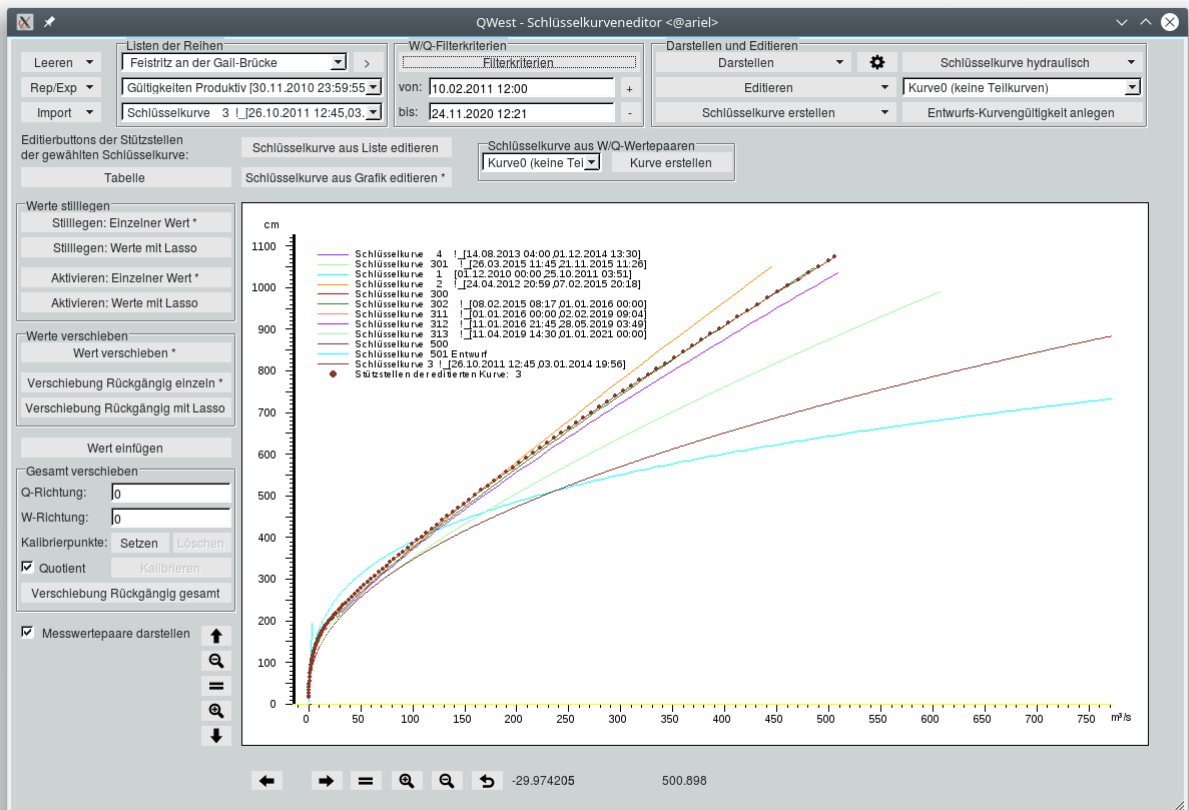 QWest - Schlüsselkurveneditor <@ariel>
Listen der Reihen
W/Q-Filterkriterien
Darstellen und Editieren
Leeren
Feistritz an der Gail-Brücke
>
Filterkriterien
Darstellen
Schlüsselkurve hydraulisch
Rep/Exp
Gültigkeiten Produktiv [30.11.2010 23:59:55
von:
10.02.2011 12:00
+
Editieren
Kurve0 (keine Teilkurven)
Import
Schlüsselkurve 3 !_[26.10.2011 12:45,03.
bis:
24.11.2020 12:21
-
Schlüsselkurve erstellen
Entwurfs-Kurvengültigkeit anlegen
Editierbuttons der Stützstellen
der gewählten Schlüsselkurve:
Tabelle
Schlüsselkurve aus Liste editieren
Schlüsselkurve aus Grafik editieren *
Schlüsselkurve aus W/Q-Wertepaaren
Kurve0 (keine Tei
Kurve erstellen
Werte stilllegen
Stilllegen: Einzelner Wert *
Stilllegen: Werte mit Lasso
Aktivieren: Einzelner Wert *
Aktivieren: Werte mit Lasso
Werte verschieben
Wert verschieben *
Verschiebung Rückgängig einzeln *
Verschiebung Rückgängig mit Lasso
Wert einfügen
Gesamt verschieben
Q-Richtung:
0
W-Richtung:
0
Kalibrierpunkte:
Setzen
Löschen
Quotient
Kalibrieren
Verschiebung Rückgängig gesamt
Messwertepaare darstellen
cm
1100
1000
900
800
700
600
500
400
300
200
100
0
Schlüsselkurve 4 !_[14.08.2013 04:00,01.12.2014 13:30]
Schlüsselkurve 301 !_[26.03.2015 11:45,21.11.2015 11:26]
Schlüsselkurve 1 [01.12.2010 00:00,25.10.2011 03:51]
Schlüsselkurve 2 !_[24.04.2012 20:59,07.02.2015 20:18]
Schlüsselkurve 300
Schlüsselkurve 302 !_[08.02.2015 08:17,01.01.2016 00:00]
Schlüsselkurve 311 !_[01.01.2016 00:00,02.02.2019 09:04]
Schlüsselkurve 312 !_[11.01.2016 21:45,28.05.2019 03:49]
Schlüsselkurve 313 !_[11.04.2019 14:30,01.01.2021 00:00]
Schlüsselkurve 500
Schlüsselkurve 501 Entwurf
Schlüsselkurve 3 !_[26.10.2011 12:45,03.01.2014 19:56]
Stützstellen der editierten Kurve: 3
0 50 100 150 200 250 300 350 400 450 500 550 600 650 700 750 m³/s
-29.974205
500.898